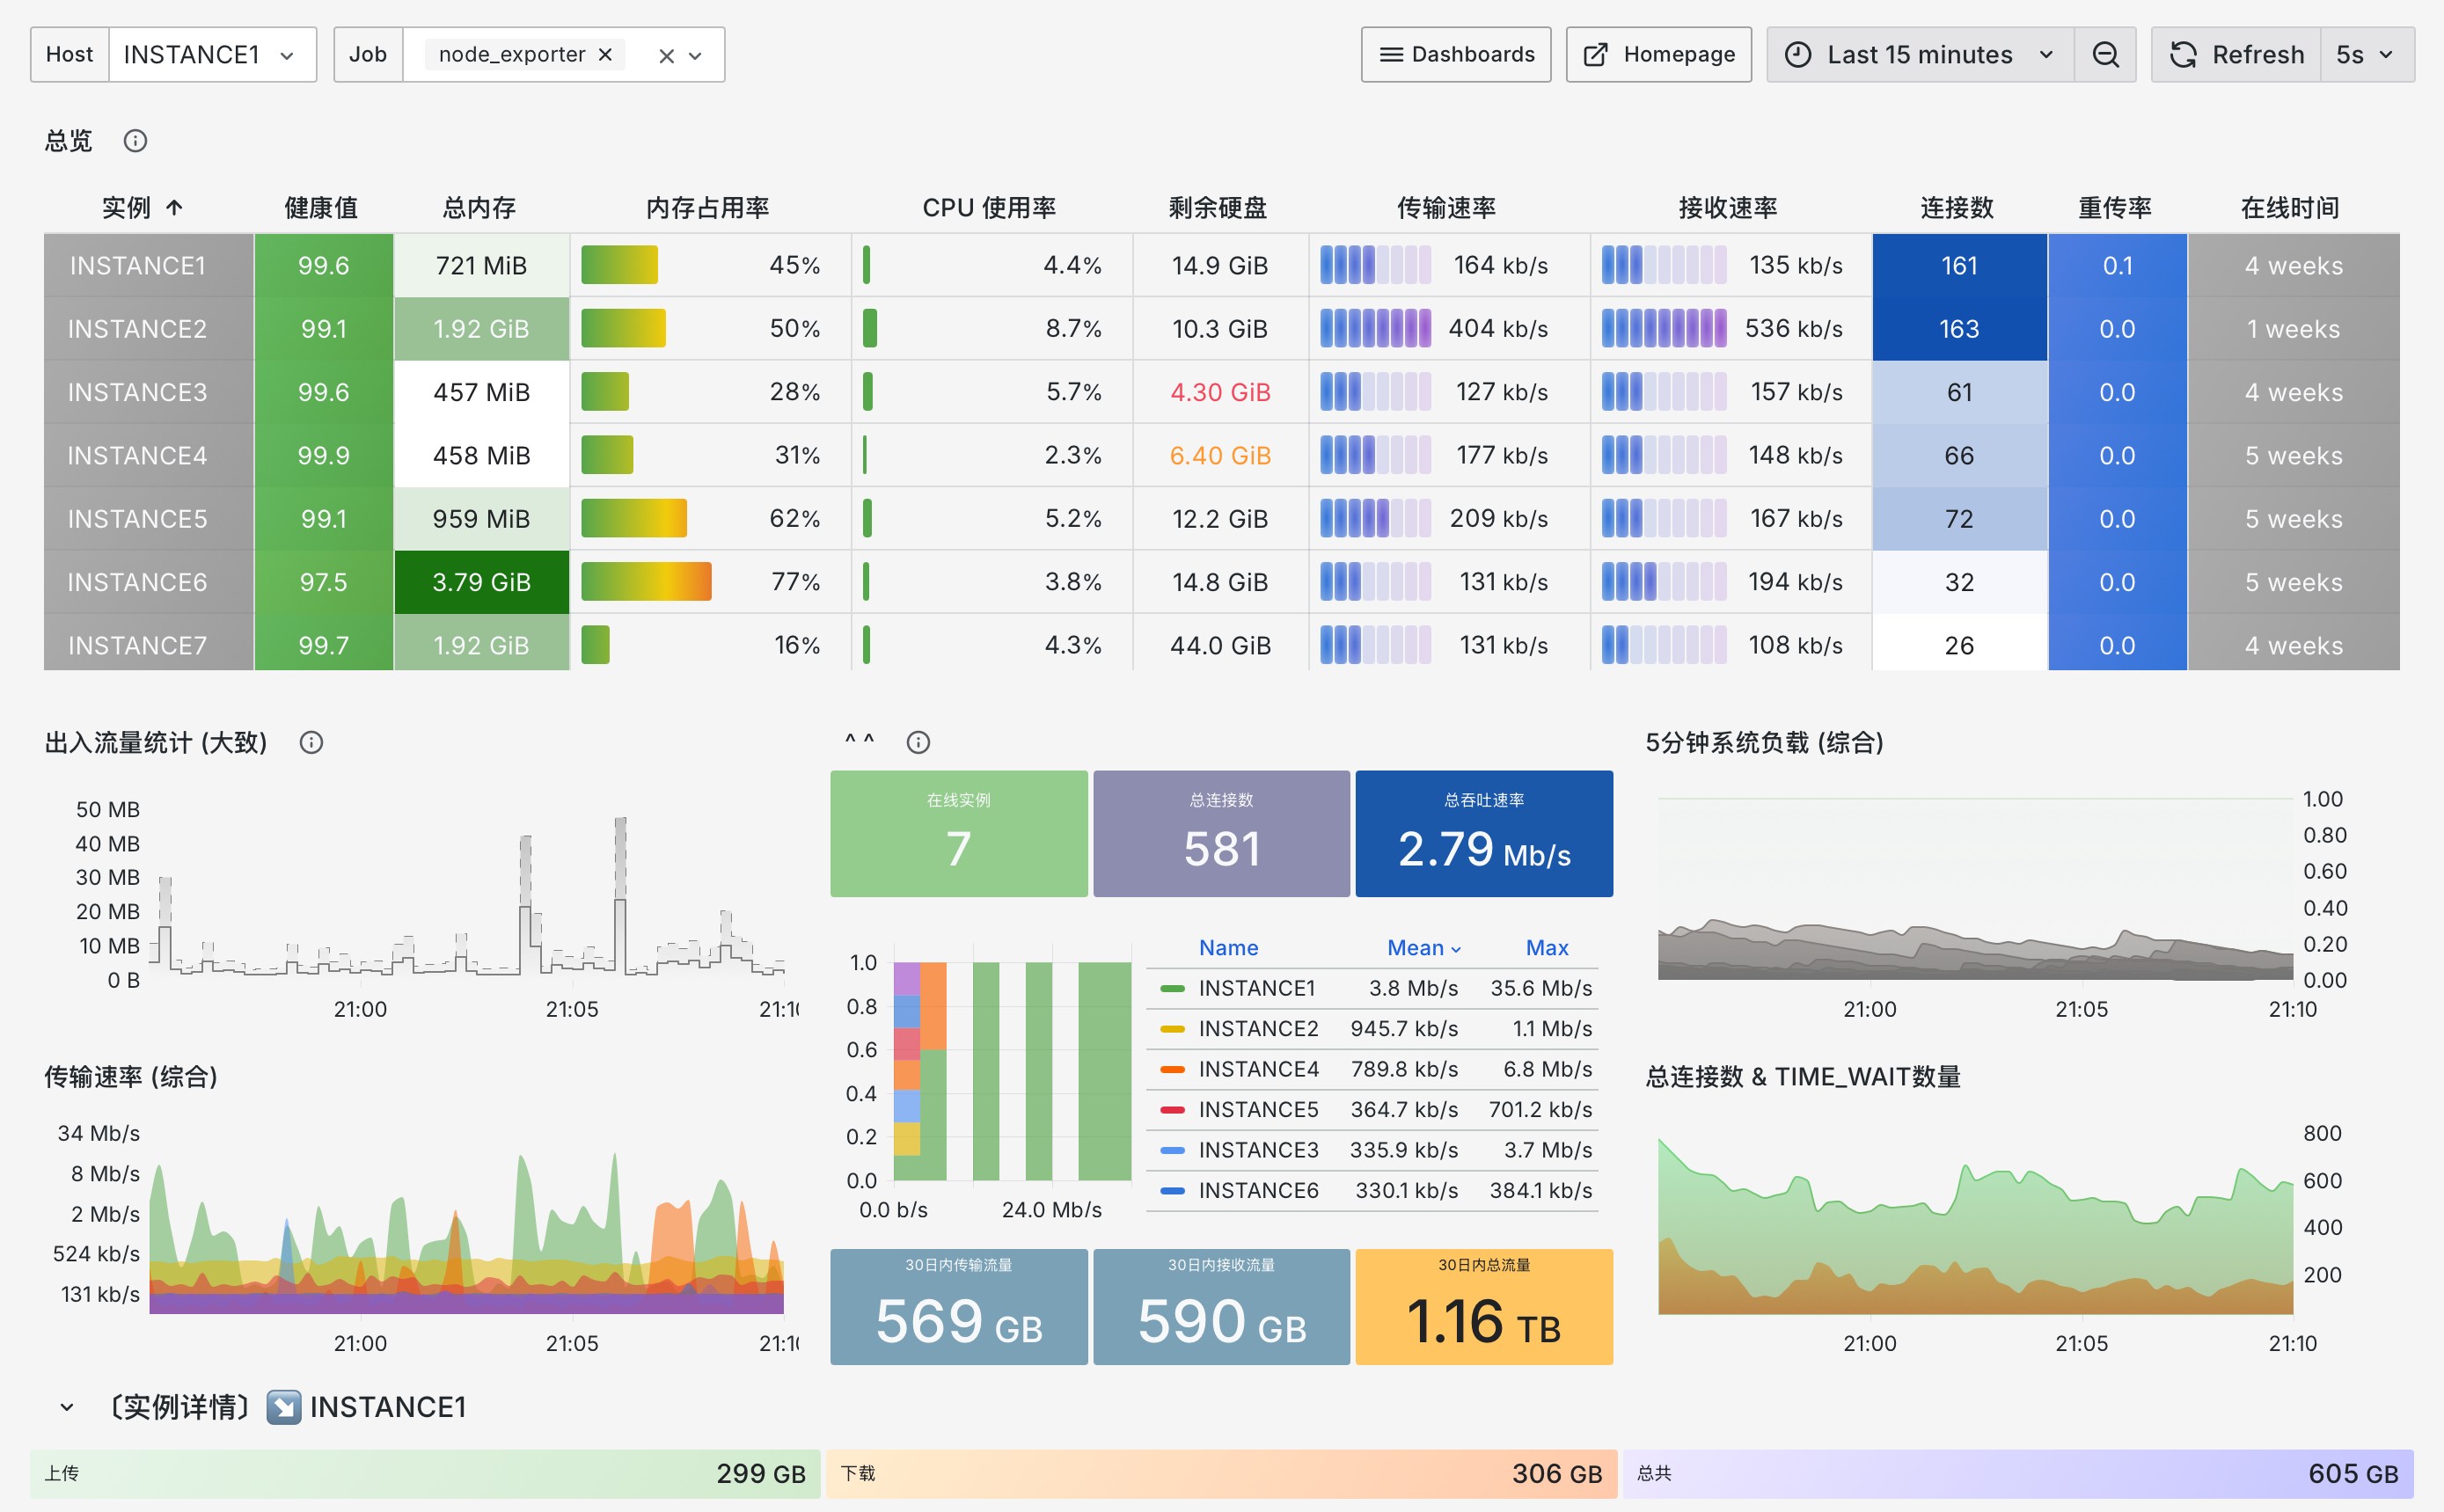 Host INSTANCE1 Job node_exporter Dashboards Homepage Last 15 minutes Refresh 5s
总览
实例 健康值 总内存 内存占用率 CPU 使用率 剩余硬盘 传输速率 接收速率 连接数 重传率 在线时间
INSTANCE1 99.6 721 MiB 45% 4.4% 14.9 GiB 164 kb/s 135 kb/s 161 0.1 4 weeks
INSTANCE2 99.1 1.92 GiB 50% 8.7% 10.3 GiB 404 kb/s 536 kb/s 163 0.0 1 weeks
INSTANCE3 99.6 457 MiB 28% 5.7% 4.30 GiB 127 kb/s 157 kb/s 61 0.0 4 weeks
INSTANCE4 99.9 458 MiB 31% 2.3% 6.40 GiB 177 kb/s 148 kb/s 66 0.0 5 weeks
INSTANCE5 99.1 959 MiB 62% 5.2% 12.2 GiB 209 kb/s 167 kb/s 72 0.0 5 weeks
INSTANCE6 97.5 3.79 GiB 77% 3.8% 14.8 GiB 131 kb/s 194 kb/s 32 0.0 5 weeks
INSTANCE7 99.7 1.92 GiB 16% 4.3% 44.0 GiB 131 kb/s 108 kb/s 26 0.0 4 weeks
出入流量统计 (大致)
50 MB
40 MB
30 MB
20 MB
10 MB
0 B
21:00 21:05 21:10
传输速率 (综合)
34 Mb/s
8 Mb/s
2 Mb/s
524 kb/s
131 kb/s
21:00 21:05 21:10
^ ^
在线实例 总连接数 总吞吐速率
7 581 2.79 Mb/s
1.0
0.8
0.6
0.4
0.2
0.0
0.0 b/s 24.0 Mb/s
Name Mean Max
INSTANCE1 3.8 Mb/s 35.6 Mb/s
INSTANCE2 945.7 kb/s 1.1 Mb/s
INSTANCE4 789.8 kb/s 6.8 Mb/s
INSTANCE5 364.7 kb/s 701.2 kb/s
INSTANCE3 335.9 kb/s 3.7 Mb/s
INSTANCE6 330.1 kb/s 384.1 kb/s
30日内传输流量 30日内接收流量 30日内总流量
569 GB 590 GB 1.16 TB
5分钟系统负载 (综合)
1.00
0.80
0.60
0.40
0.20
0.00
21:00 21:05 21:10
总连接数 & TIME_WAIT数量
800
600
400
200
21:00 21:05 21:10
〔实例详情〕 ↘️ INSTANCE1
上传 299 GB 下载 306 GB 总共 605 GB